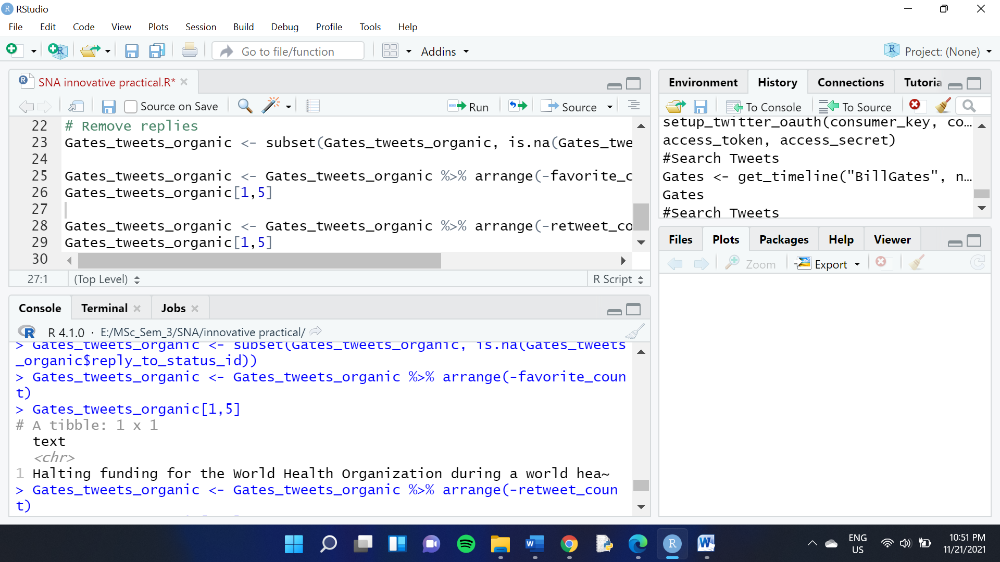 RStudio
File Edit Code View Plots Session Build Debug Profile Tools Help
Go to file/function Addins Project: (None)
SNA innovative practical.R*
Source on Save Run Source
22 # Remove replies
23 Gates_tweets_organic <- subset(Gates_tweets_organic, is.na(Gates_twe
24
25 Gates_tweets_organic <- Gates_tweets_organic %>% arrange(-favorite_c
26 Gates_tweets_organic[1,5]
27
28 Gates_tweets_organic <- Gates_tweets_organic %>% arrange(-retweet_co
29 Gates_tweets_organic[1,5]
30
27:1 (Top Level) R Script
Console Terminal Jobs
R 4.1.0 · E:/MSc_Sem_3/SNA/innovative practical/
> Gates_tweets_organic <- subset(Gates_tweets_organic, is.na(Gates_tweets
_organic$reply_to_status_id))
> Gates_tweets_organic <- Gates_tweets_organic %>% arrange(-favorite_coun
t)
> Gates_tweets_organic[1,5]
# A tibble: 1 x 1
text
<chr>
1 Halting funding for the World Health Organization during a world hea~
> Gates_tweets_organic <- Gates_tweets_organic %>% arrange(-retweet_coun
t)
Environment History Connections Tutoria
To Console To Source
setup_twitter_oauth(consumer_key, co…
access_token, access_secret)
#Search Tweets
Gates <- get_timeline("BillGates", n…
Gates
#Search Tweets
Files Plots Packages Help Viewer
Zoom Export
ENG
US
10:51 PM
11/21/2021